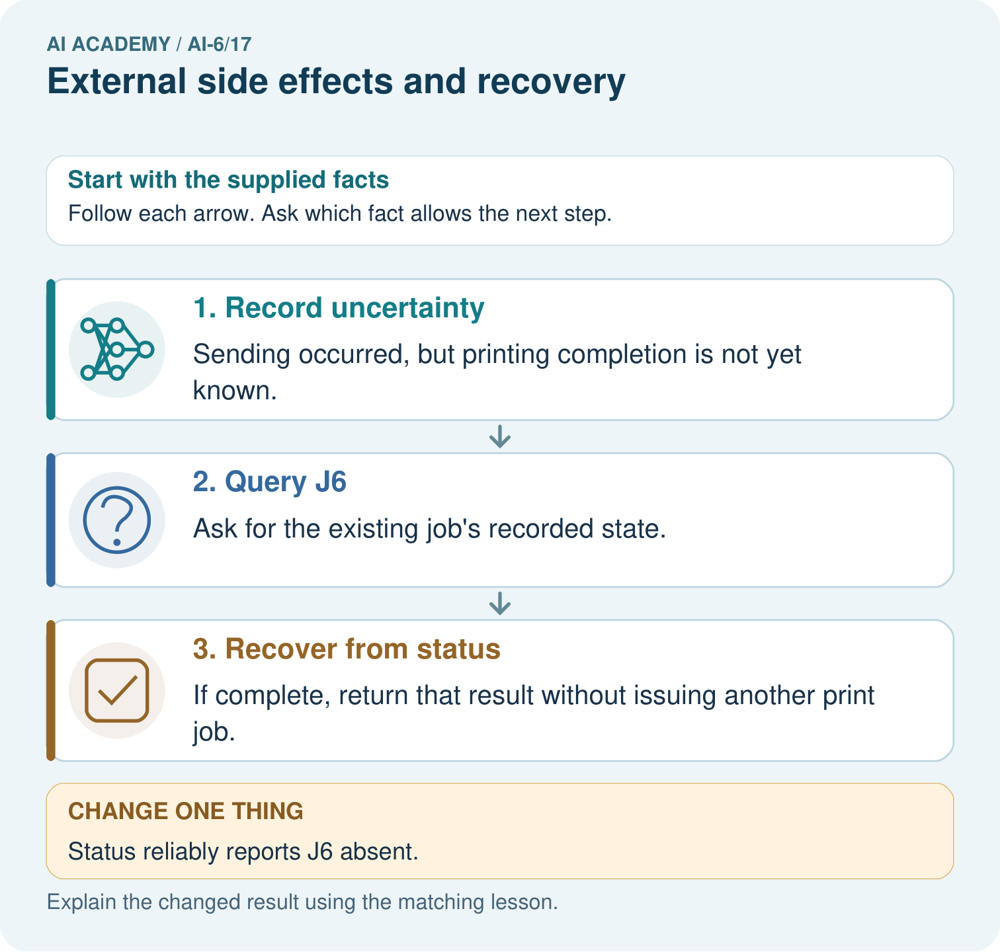 AI ACADEMY / AI-6/17
External side effects and recovery
Start with the supplied facts
Follow each arrow. Ask which fact allows the next step.
1. Record uncertainty
Sending occurred, but printing completion is not yet
known.
2. Query J6
Ask for the existing job's recorded state.
3. Recover from status
If complete, return that result without issuing another print
job.
CHANGE ONE THING
Status reliably reports J6 absent.
Explain the changed result using the matching lesson.